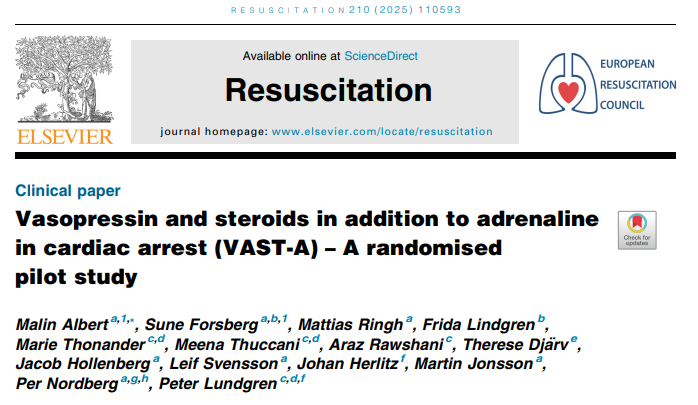 RESUSCITATION 210 (2025) 110593
Available online at ScienceDirect
Resuscitation
journal homepage: www.elsevier.com/locate/resuscitation
ELSEVIER
EUROPEAN
RESUSCITATION
COUNCIL
Clinical paper
Vasopressin and steroids in addition to adrenaline
in cardiac arrest (VAST-A) – A randomised
pilot study
Check for
updates
Malin Albert a,1,*, Sune Forsberg a,b,1, Mattias Ringh a, Frida Lindgren b,
Marie Thonander c,d, Meena Thuccani c,d, Araz Rawshani c, Therese Djärv e,
Jacob Hollenberg a, Leif Svensson a, Johan Herlitz f, Martin Jonsson a,
Per Nordberg a,g,h, Peter Lundgren c,d,f